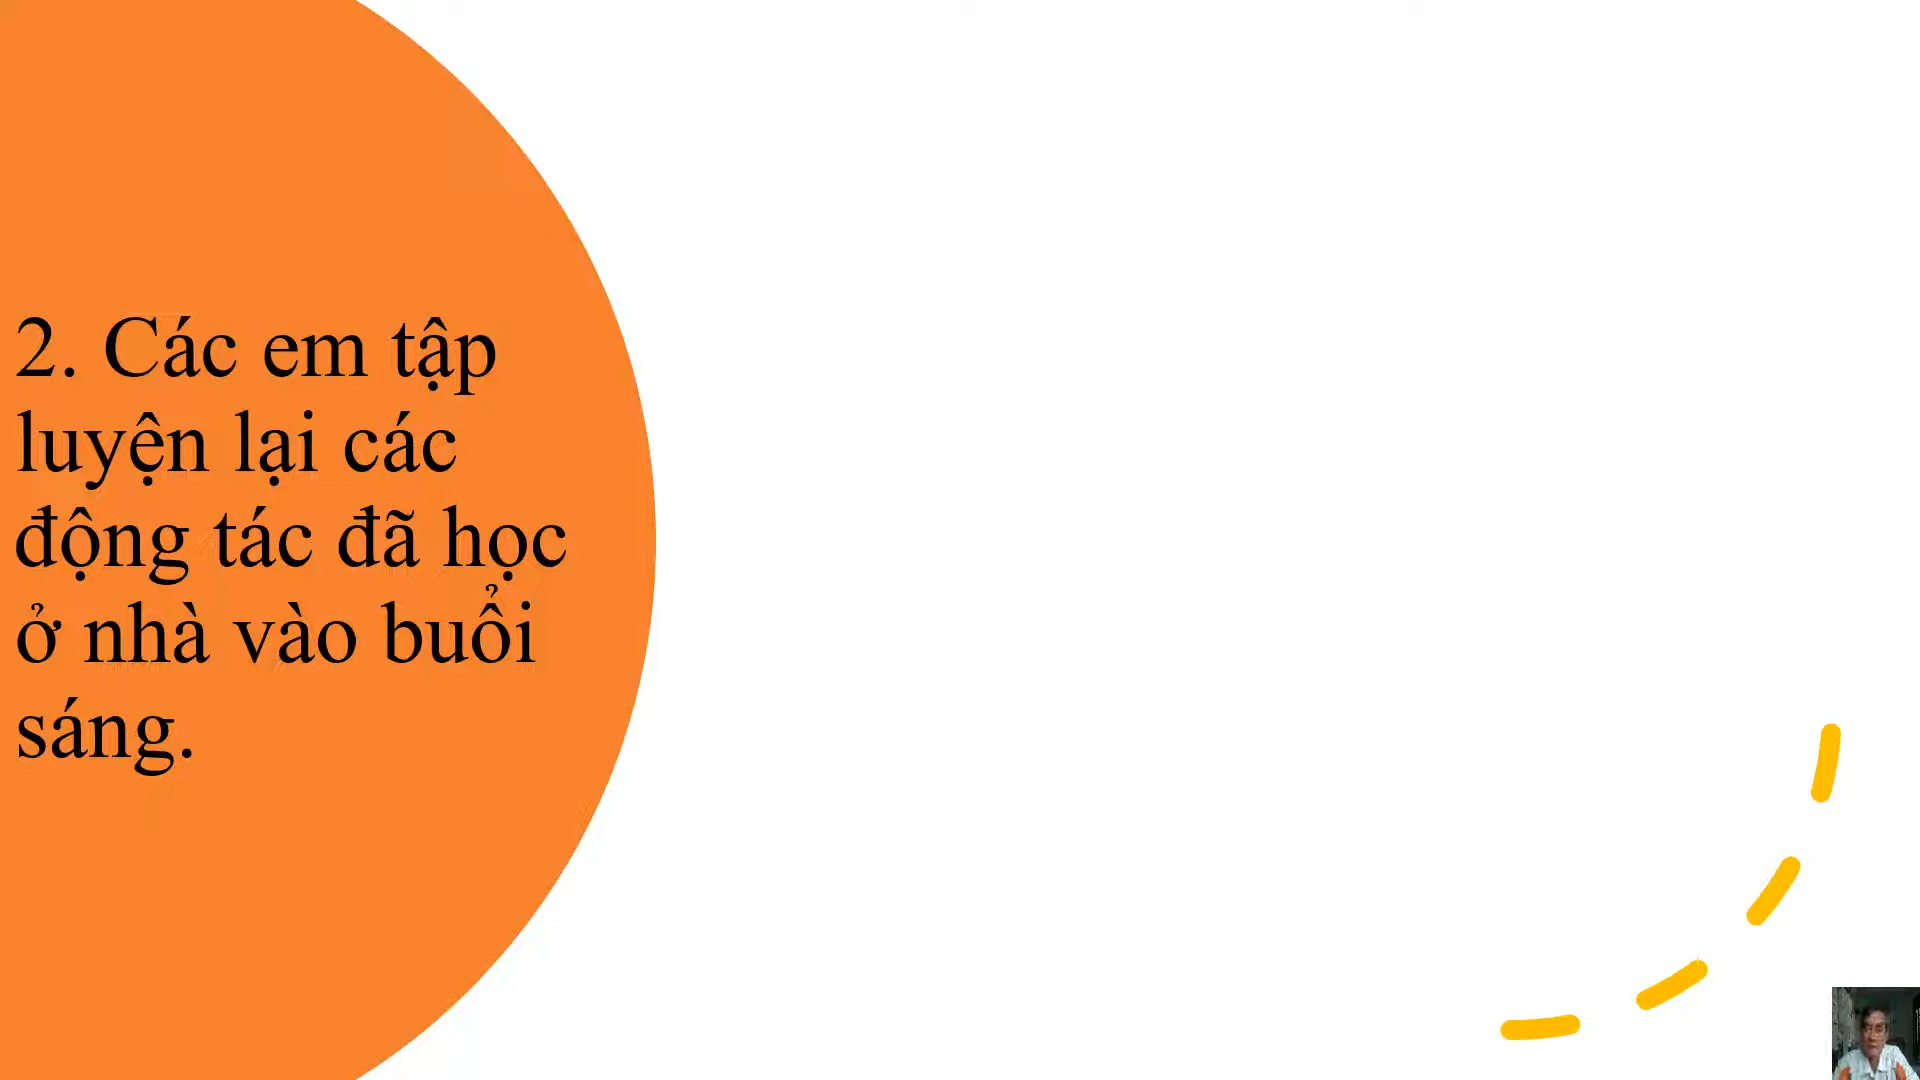 2. Các em tập
luyện lại các
động tác đã học
ở nhà vào buổi
sáng.